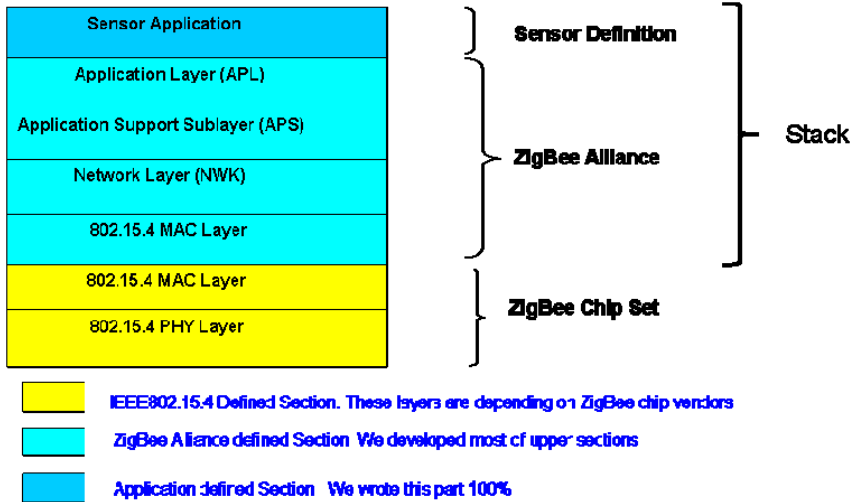 Sensor Application
Sensor Definition
Application Layer (APL)
Application Support Sublayer (APS)
Stack
ZigBee Alliance
Network Layer (NWK)
802.15.4 MAC Layer
802.15.4 MAC Layer
ZigBee Chip Set
802.15.4 PHY Layer
IEEE802.15.4 Defined Section. These layers are depending on ZigBee chip vendors
ZigBee Alliance defined Section We developed most of upper sections
Application defined Section We wrote this part 100%